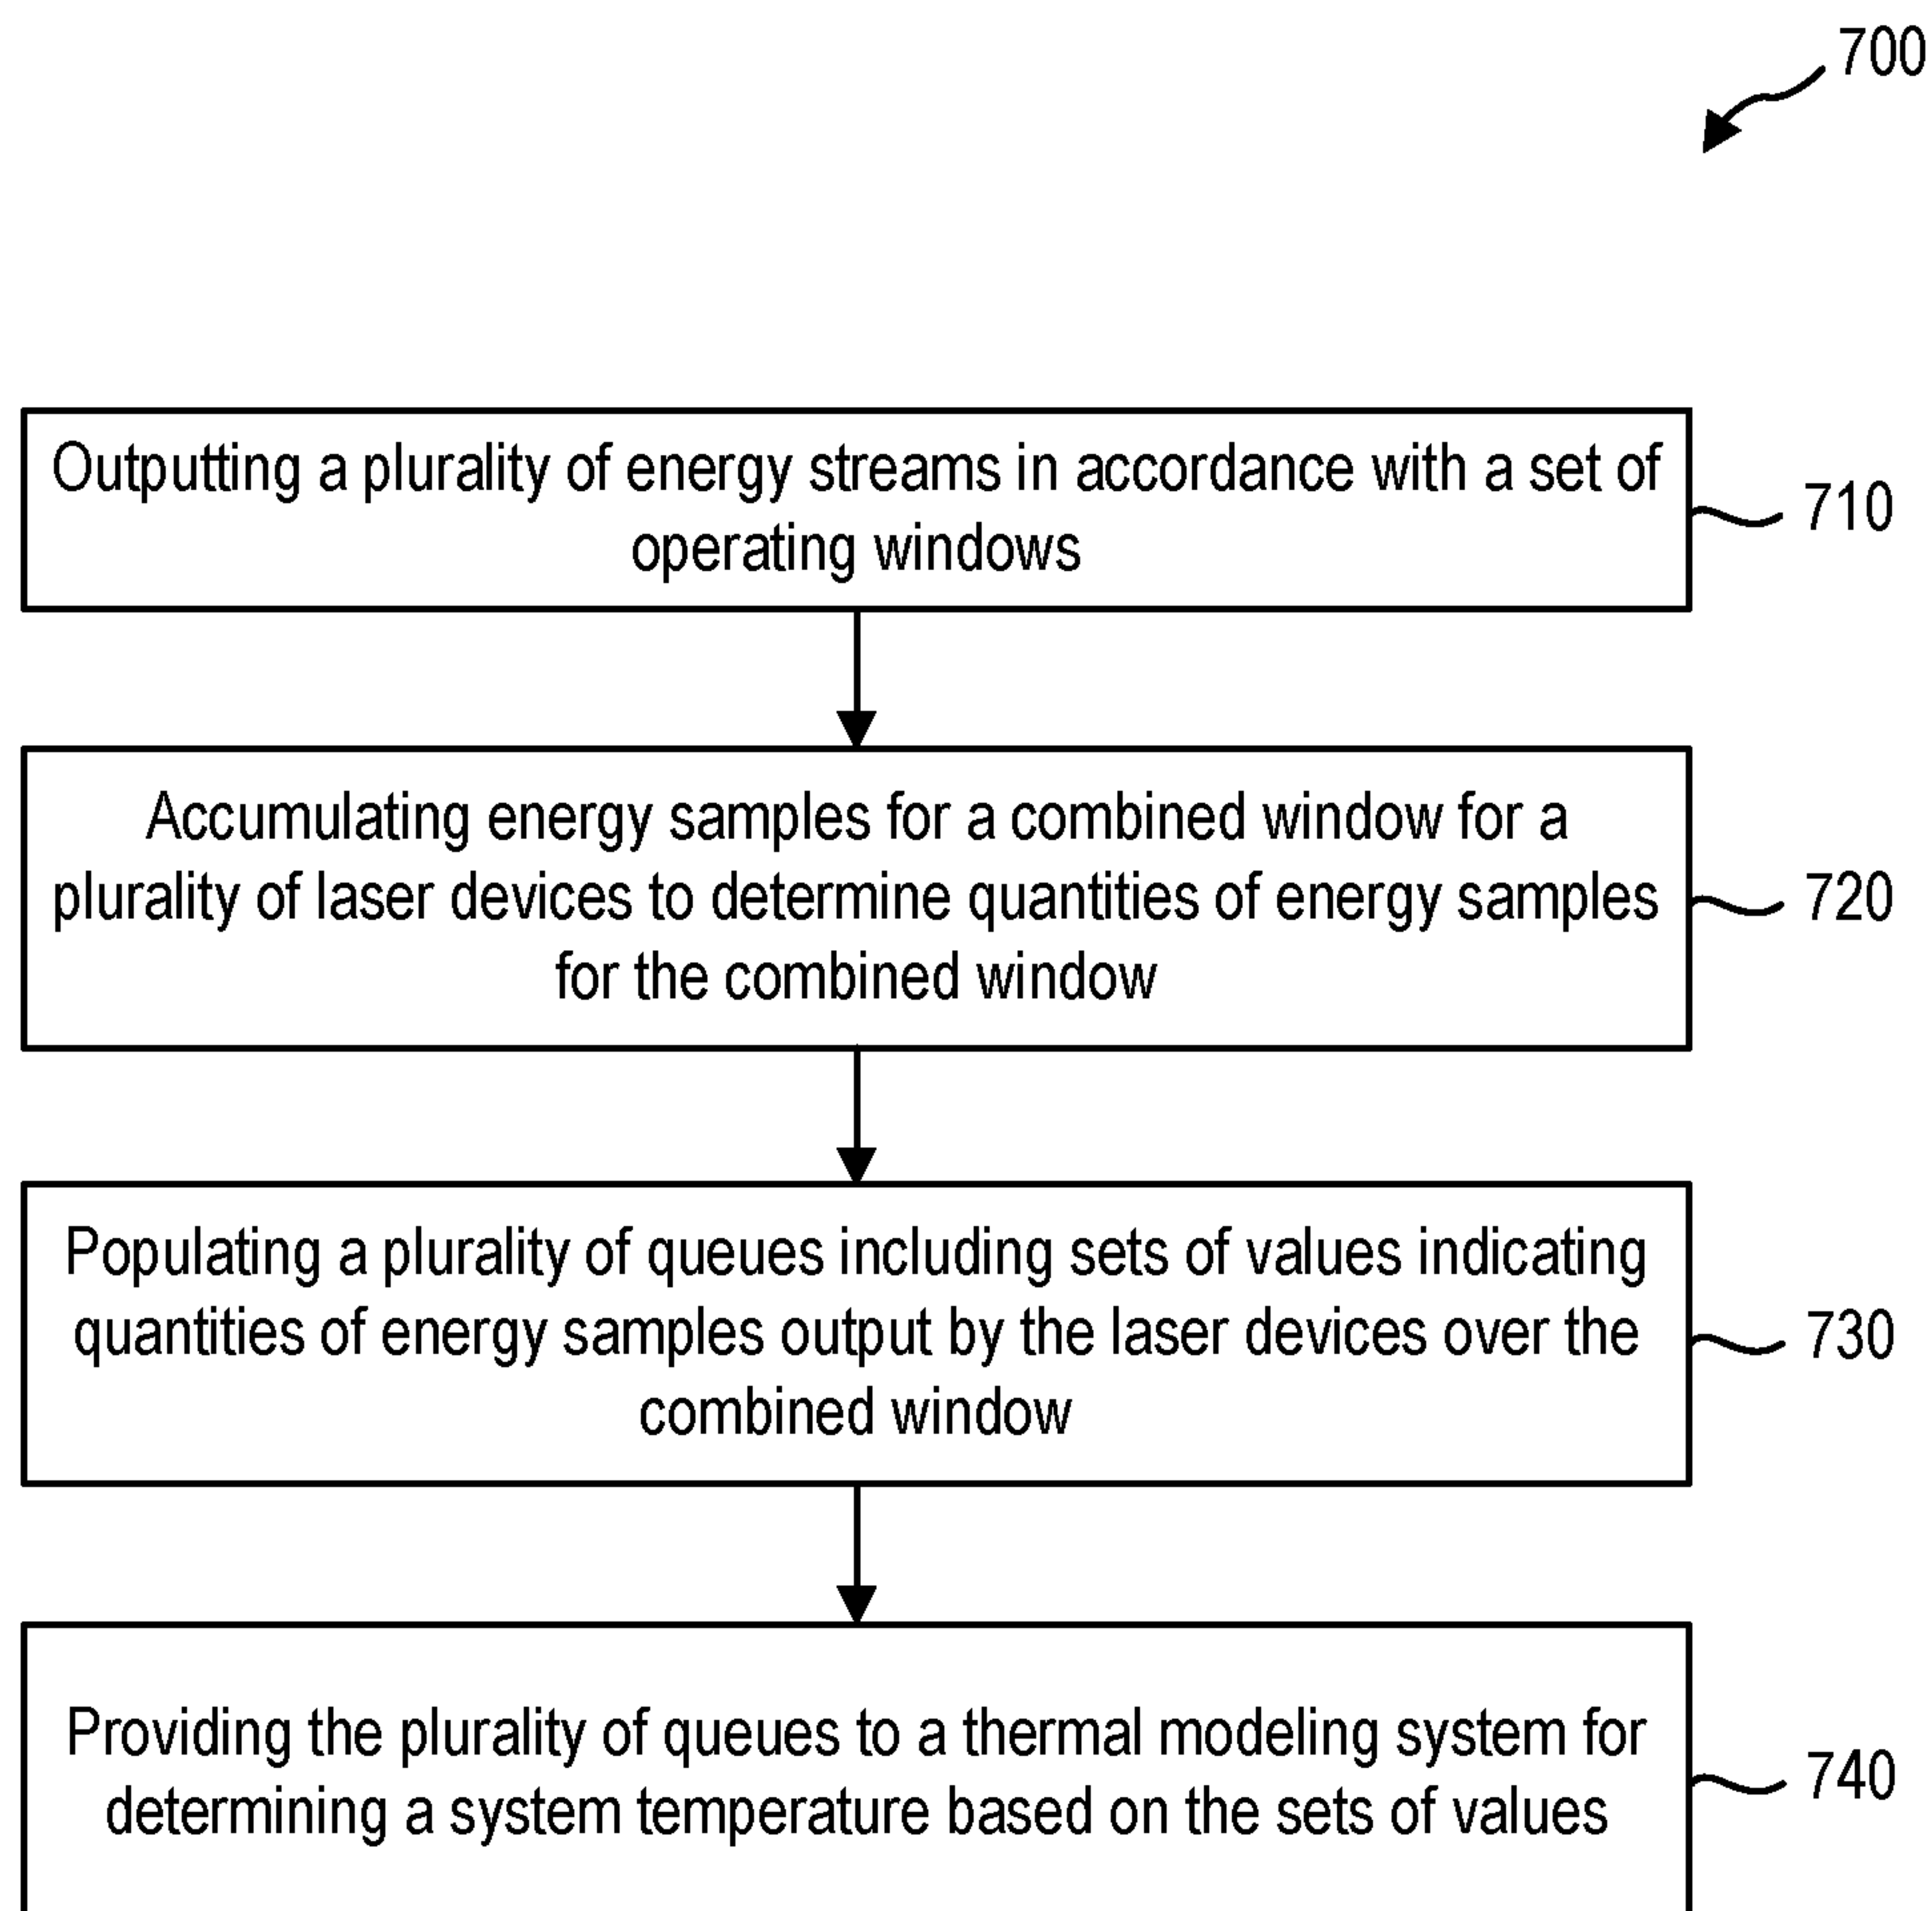 700
Outputting a plurality of energy streams in accordance with a set of
operating windows
710
Accumulating energy samples for a combined window for a
plurality of laser devices to determine quantities of energy samples
for the combined window
720
Populating a plurality of queues including sets of values indicating
quantities of energy samples output by the laser devices over the
combined window
730
Providing the plurality of queues to a thermal modeling system for
determining a system temperature based on the sets of values
740